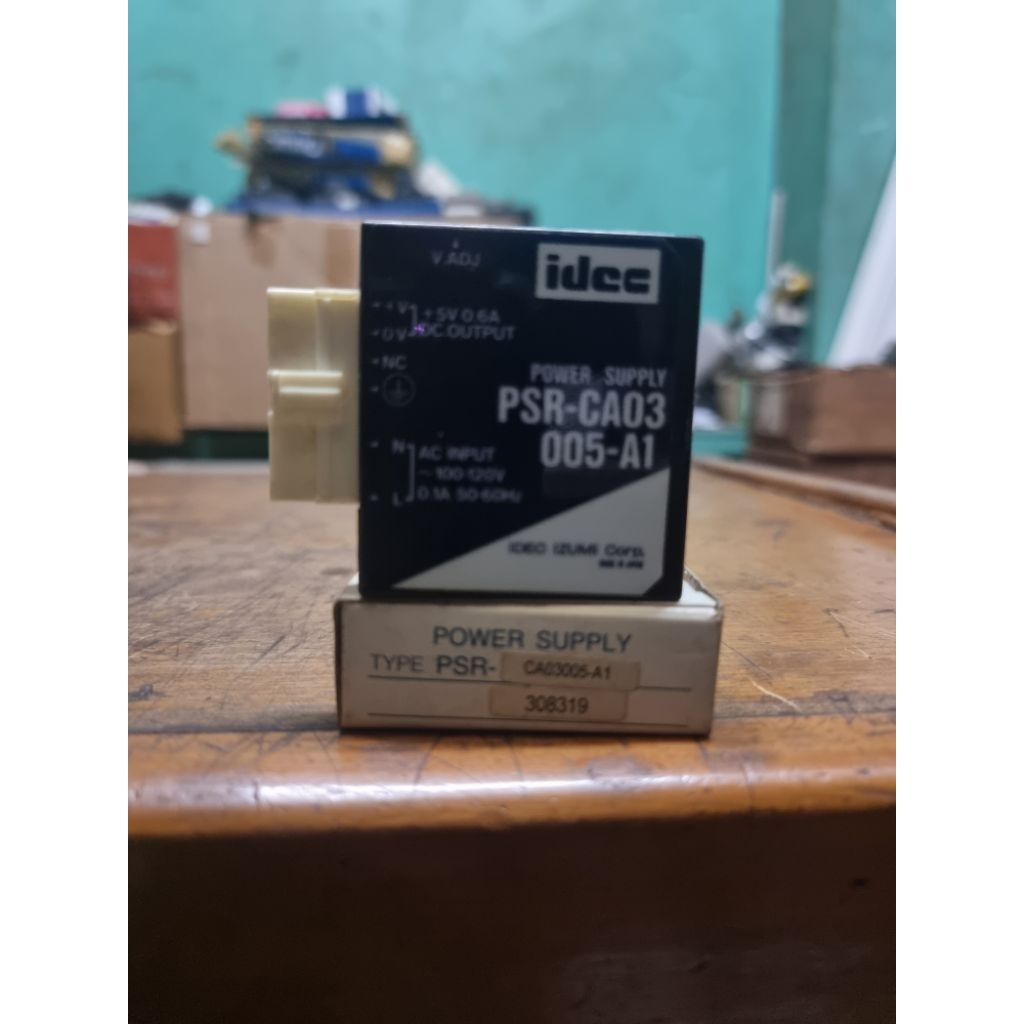 V.ADJ
idec
+V
+5V 0.6A
0V
DC.OUTPUT
NC
POWER SUPPLY
PSR-CA03
005-A1
N
AC INPUT
~100-120V
L
0.1A 50-60Hz
IDEC IZUMI Corp.
POWER SUPPLY
TYPE PSR- CA03005-A1
308319